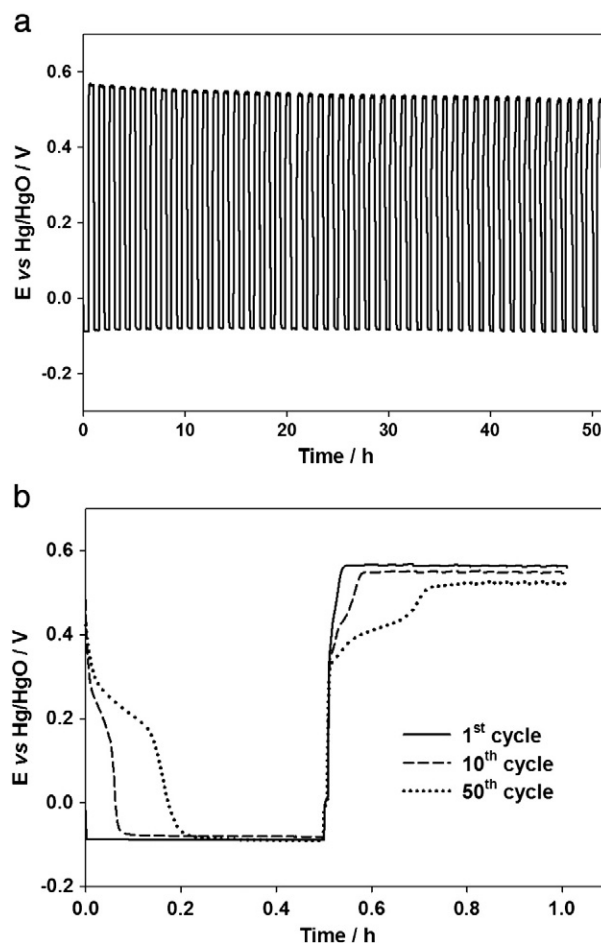 a
E vs Hg/HgO / V
0.6
0.4
0.2
0.0
-0.2
0 10 20 30 40 50
Time / h
b
E vs Hg/HgO / V
0.6
0.4
0.2
0.0
-0.2
1st cycle
10th cycle
50th cycle
0.0 0.2 0.4 0.6 0.8 1.0
Time / h